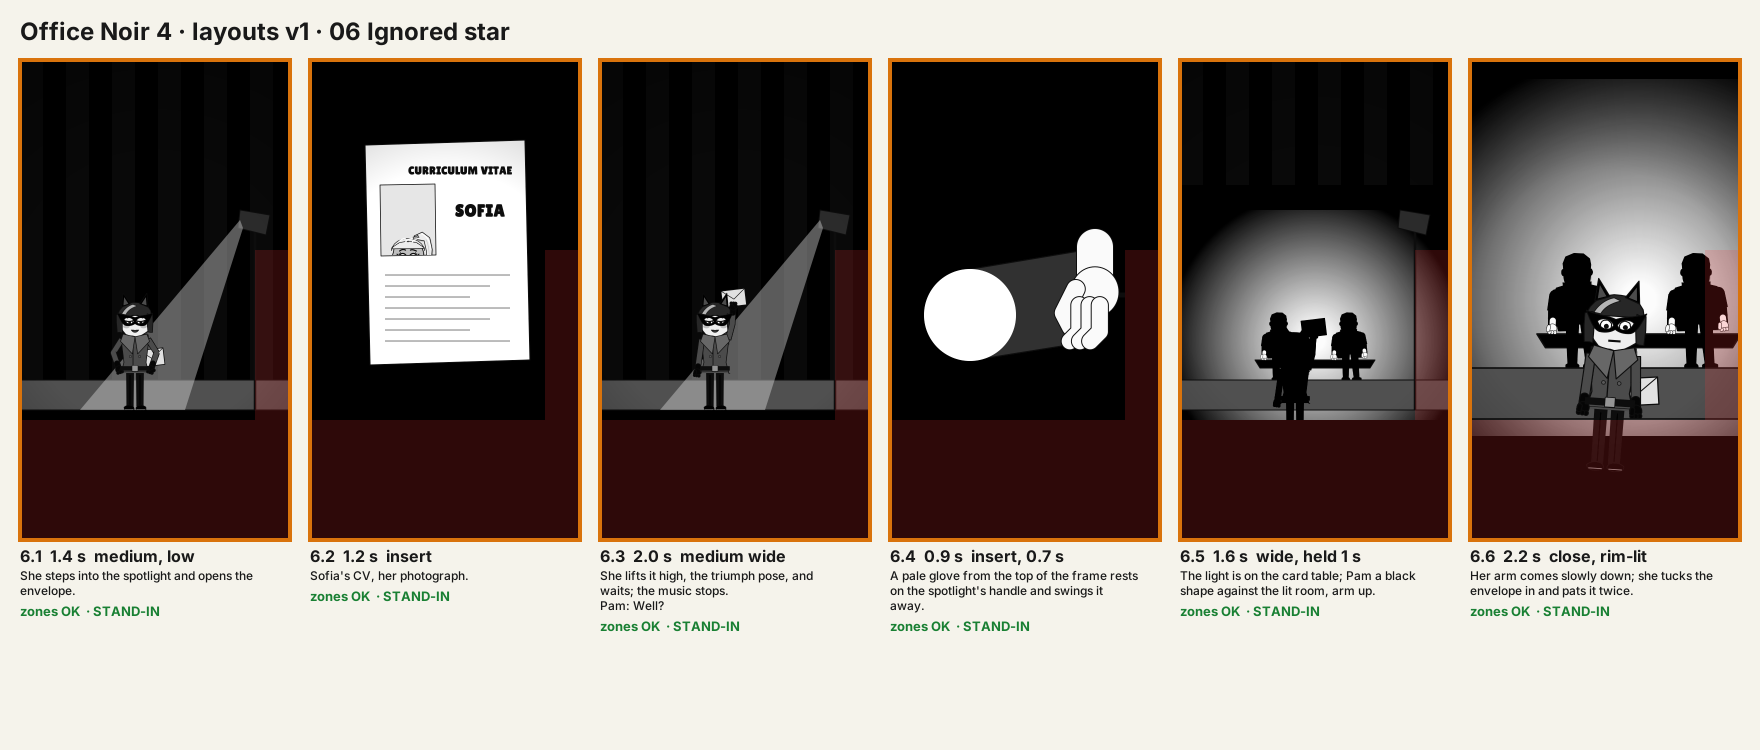 Office Noir 4 · layouts v1 · 06 Ignored star
CURRICULUM VITAE
SOFIA
6.1 1.4 s medium, low
She steps into the spotlight and opens the
envelope.
zones OK · STAND-IN
6.2 1.2 s insert
Sofia's CV, her photograph.
zones OK · STAND-IN
6.3 2.0 s medium wide
She lifts it high, the triumph pose, and
waits; the music stops.
Pam: Well?
zones OK · STAND-IN
6.4 0.9 s insert, 0.7 s
A pale glove from the top of the frame rests
on the spotlight's handle and swings it
away.
zones OK · STAND-IN
6.5 1.6 s wide, held 1 s
The light is on the card table; Pam a black
shape against the lit room, arm up.
zones OK · STAND-IN
6.6 2.2 s close, rim-lit
Her arm comes slowly down; she tucks the
envelope in and pats it twice.
zones OK · STAND-IN